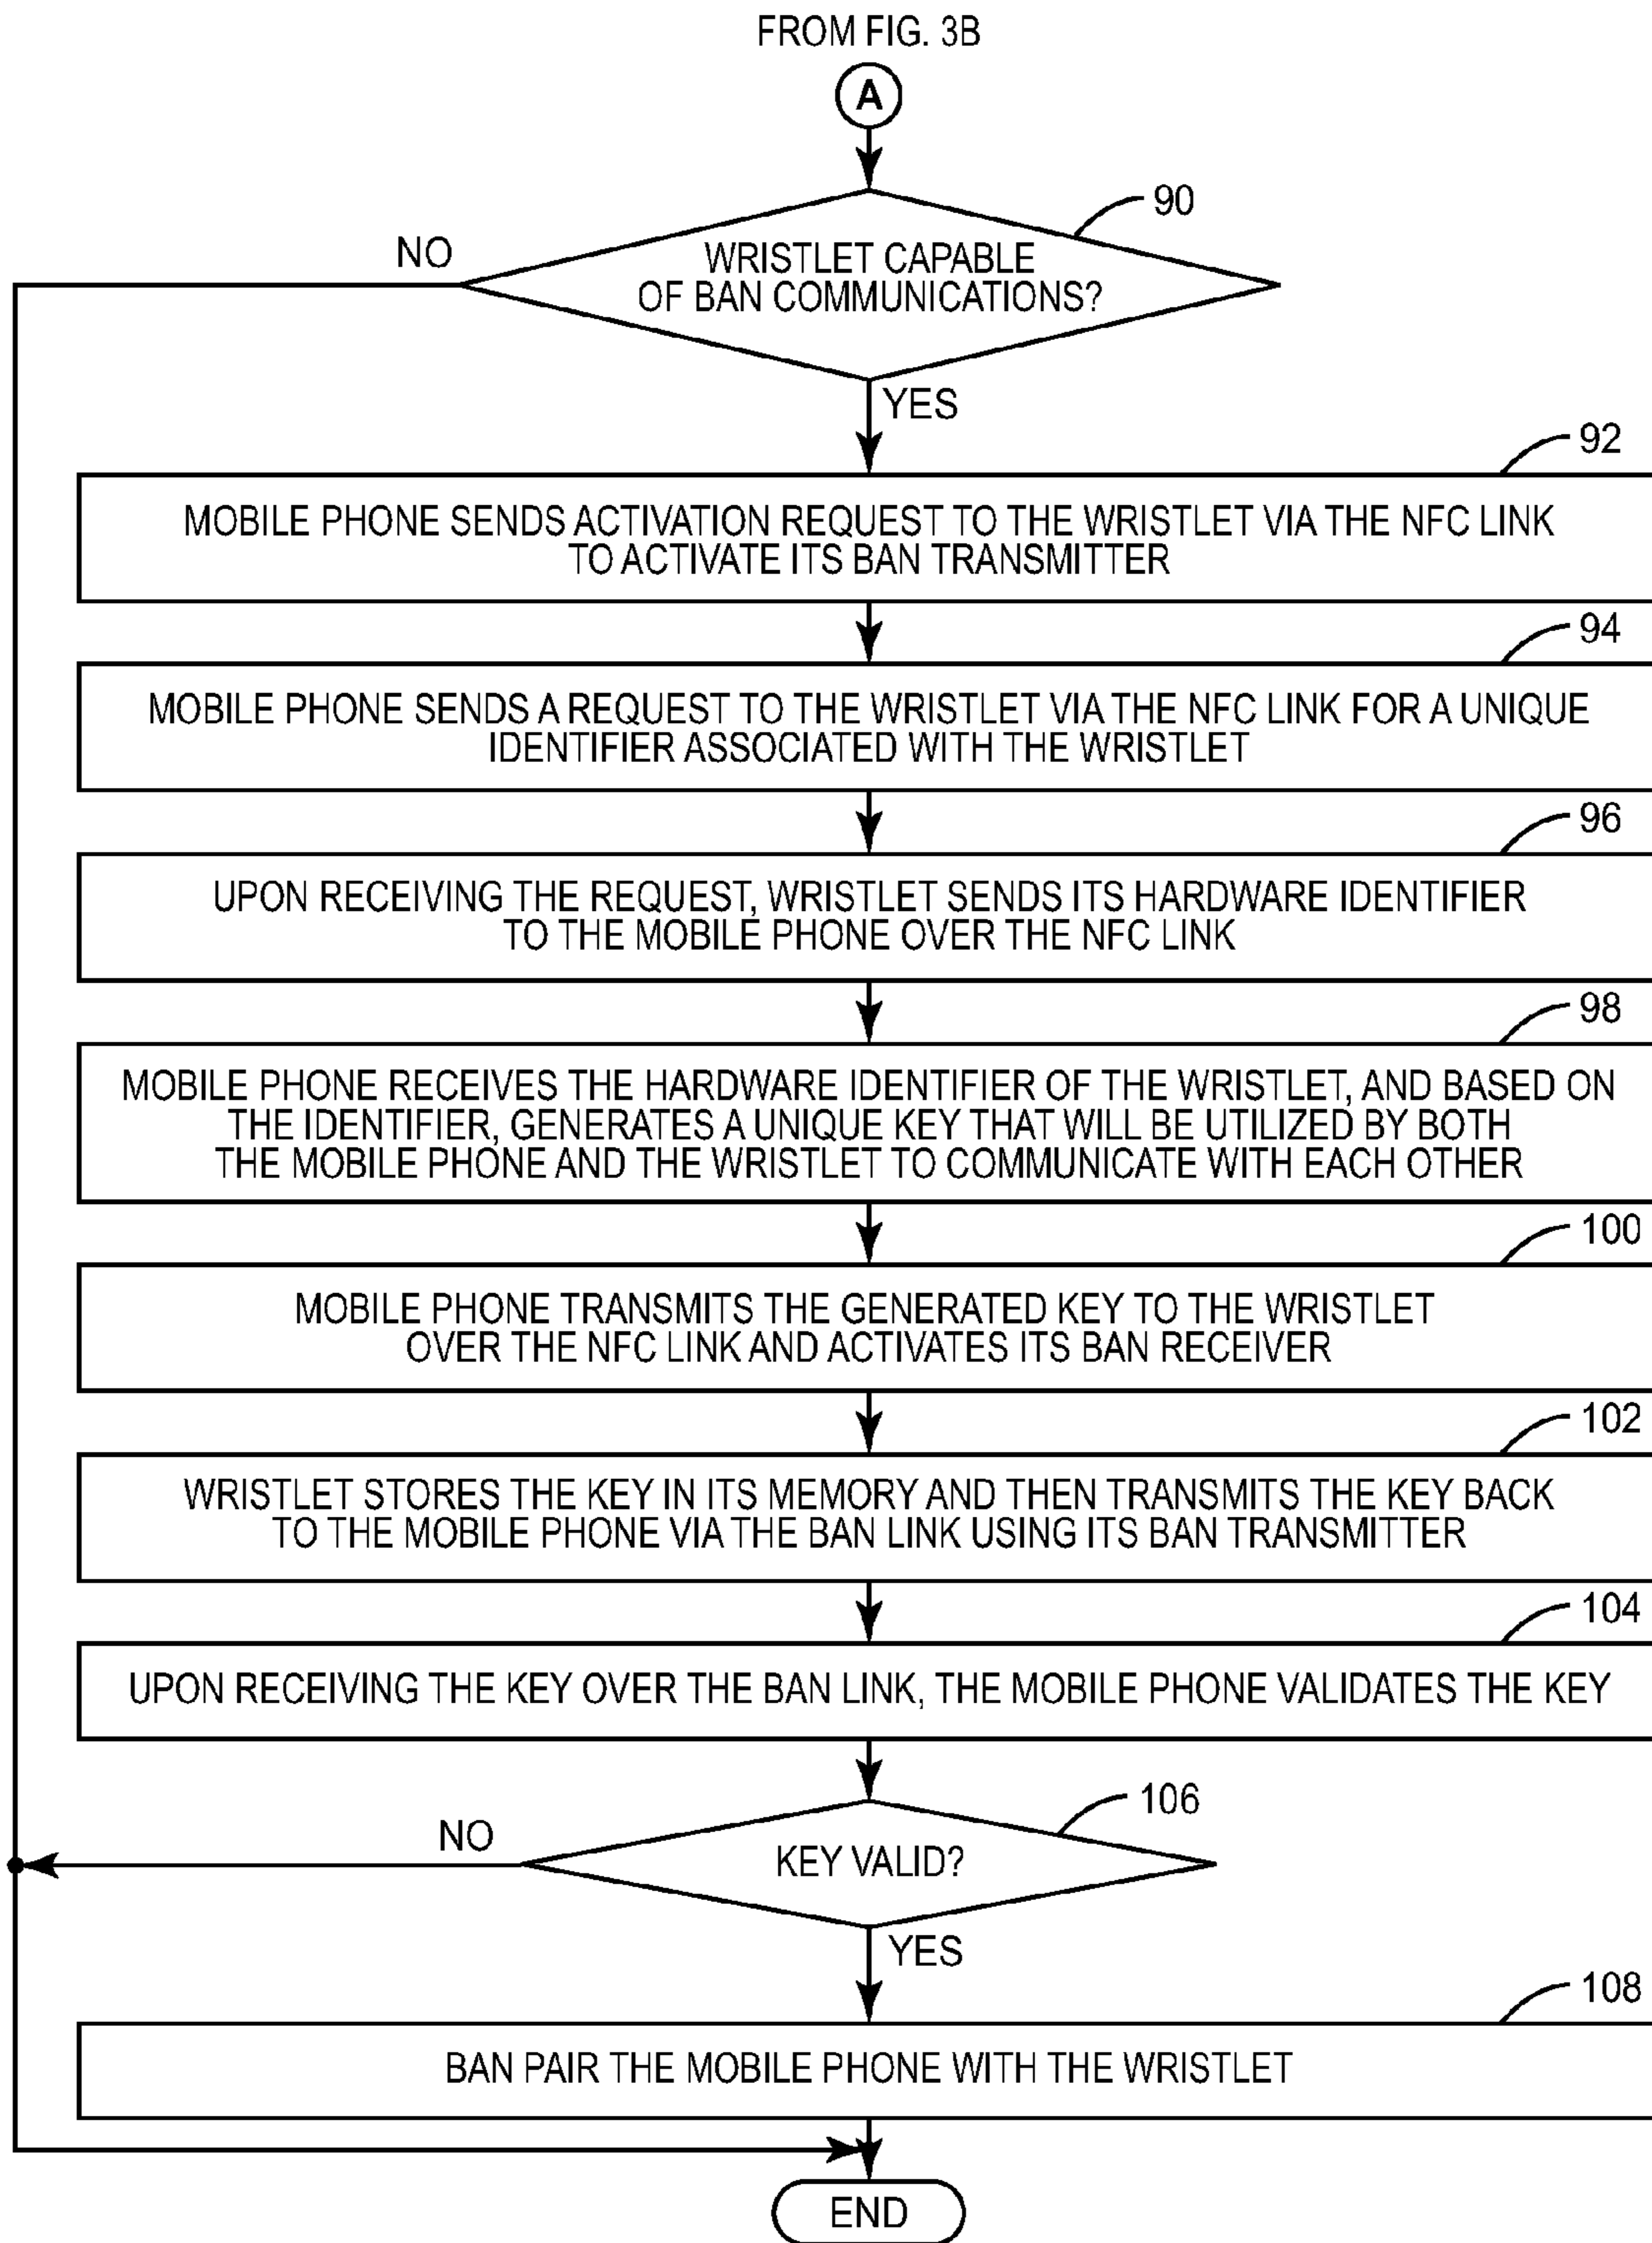 FROM FIG. 3B
A
90
WRISTLET CAPABLE
OF BAN COMMUNICATIONS?
NO
YES
92
MOBILE PHONE SENDS ACTIVATION REQUEST TO THE WRISTLET VIA THE NFC LINK
TO ACTIVATE ITS BAN TRANSMITTER
94
MOBILE PHONE SENDS A REQUEST TO THE WRISTLET VIA THE NFC LINK FOR A UNIQUE
IDENTIFIER ASSOCIATED WITH THE WRISTLET
96
UPON RECEIVING THE REQUEST, WRISTLET SENDS ITS HARDWARE IDENTIFIER
TO THE MOBILE PHONE OVER THE NFC LINK
98
MOBILE PHONE RECEIVES THE HARDWARE IDENTIFIER OF THE WRISTLET, AND BASED ON
THE IDENTIFIER, GENERATES A UNIQUE KEY THAT WILL BE UTILIZED BY BOTH
THE MOBILE PHONE AND THE WRISTLET TO COMMUNICATE WITH EACH OTHER
100
MOBILE PHONE TRANSMITS THE GENERATED KEY TO THE WRISTLET
OVER THE NFC LINK AND ACTIVATES ITS BAN RECEIVER
102
WRISTLET STORES THE KEY IN ITS MEMORY AND THEN TRANSMITS THE KEY BACK
TO THE MOBILE PHONE VIA THE BAN LINK USING ITS BAN TRANSMITTER
104
UPON RECEIVING THE KEY OVER THE BAN LINK, THE MOBILE PHONE VALIDATES THE KEY
106
NO
KEY VALID?
YES
108
BAN PAIR THE MOBILE PHONE WITH THE WRISTLET
END